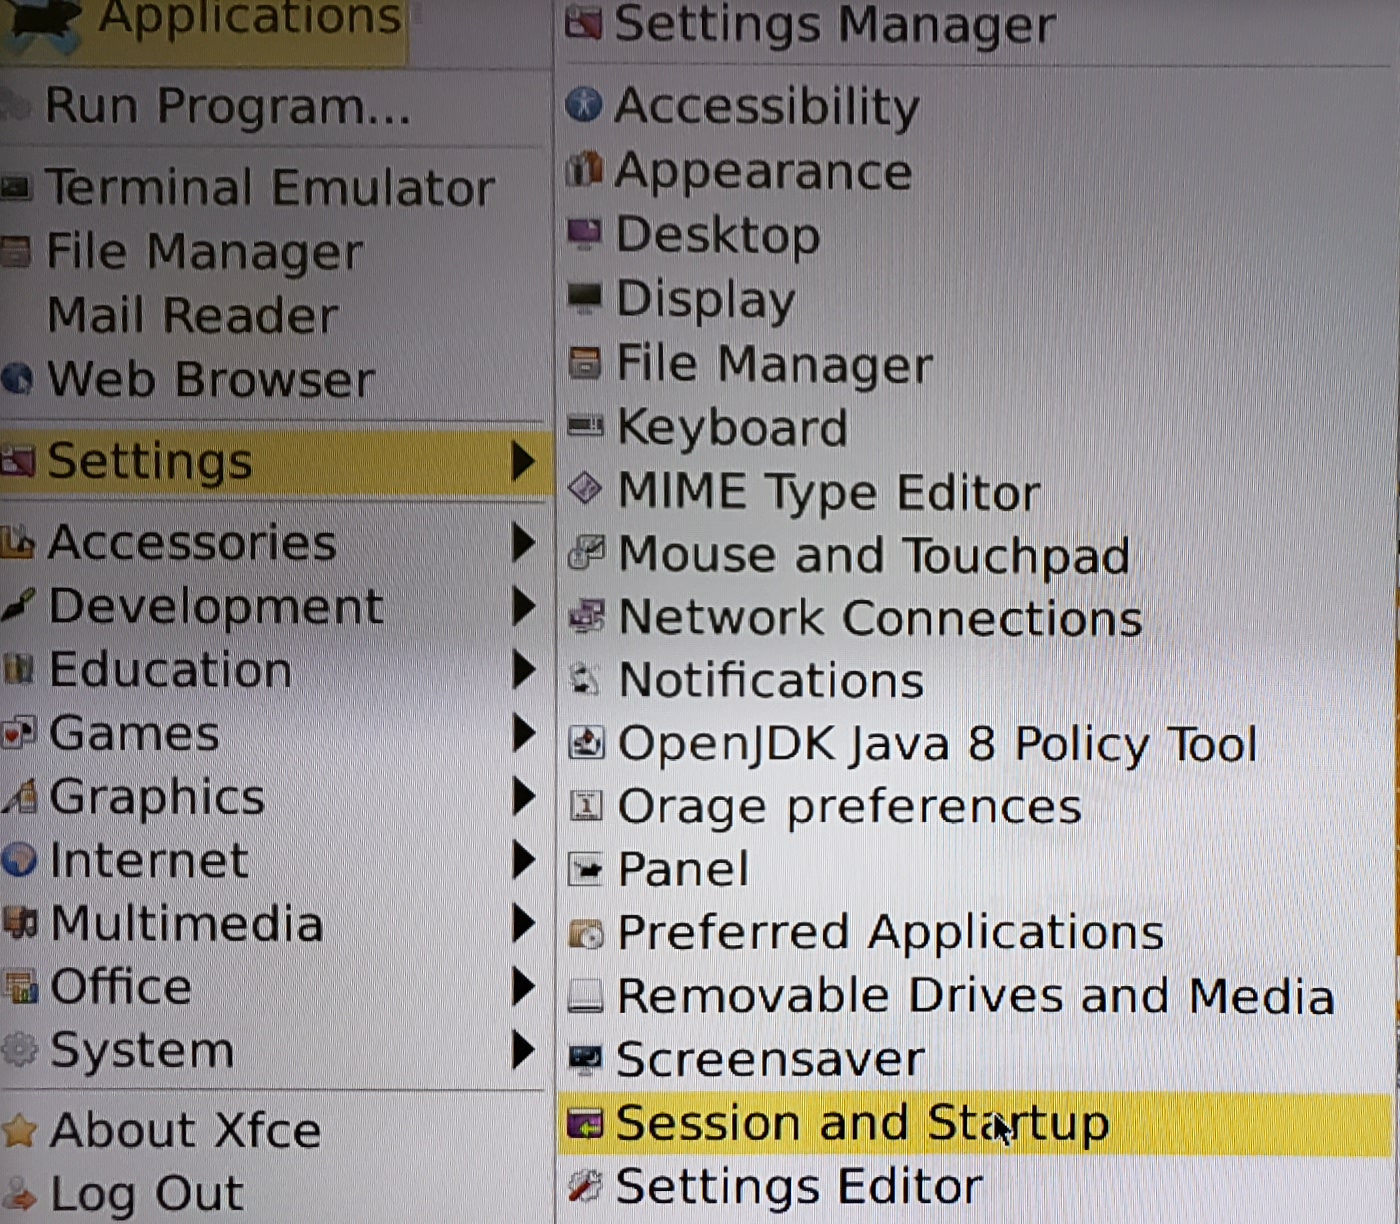 Applications
Run Program...
Terminal Emulator
File Manager
Mail Reader
Web Browser
Settings
Accessories
Development
Education
Games
Graphics
Internet
Multimedia
Office
System
About Xfce
Log Out
Settings Manager
Accessibility
Appearance
Desktop
Display
File Manager
Keyboard
MIME Type Editor
Mouse and Touchpad
Network Connections
Notifications
OpenJDK Java 8 Policy Tool
Orage preferences
Panel
Preferred Applications
Removable Drives and Media
Screensaver
Session and Startup
Settings Editor